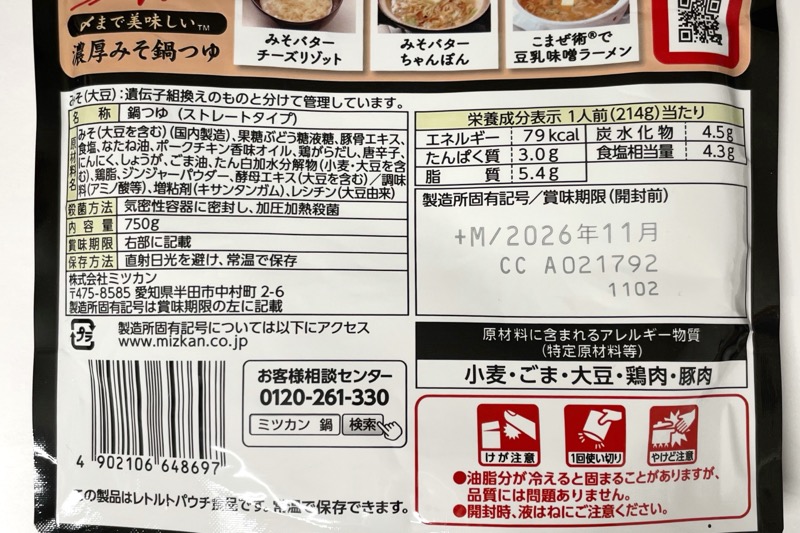 〆まで美味しい™
濃厚みそ鍋つゆ
みそバター
チーズリゾット
みそバター
ちゃんぽん
こまぜ術®で
豆乳味噌ラーメン
みそ(大豆):遺伝子組換えのものと分けて管理しています。
名称 鍋つゆ(ストレートタイプ)
原材料名 みそ(大豆を含む)(国内製造)、果糖ぶどう糖液糖、豚骨エキス、
食塩、なたね油、ポークチキン香味オイル、鶏がらだし、唐辛子、
にんにく、しょうが、ごま油、たん白加水分解物(小麦・大豆を含
む)、鶏脂、ジンジャーパウダー、酵母エキス(大豆を含む)/調味
料(アミノ酸等)、増粘剤(キサンタンガム)、レシチン(大豆由来)
殺菌方法 気密性容器に密封し、加圧加熱殺菌
内容量 750g
賞味期限 右部に記載
保存方法 直射日光を避け、常温で保存
株式会社ミツカン
〒475-8585 愛知県半田市中村町2-6
製造所固有記号は賞味期限の左に記載
プラ
製造所固有記号については以下にアクセス
www.mizkan.co.jp
お客様相談センター
0120-261-330
ミツカン 鍋 検索
4 902106 648697
この製品はレトルトパウチ食品です。常温で保存できます。
栄養成分表示 1人前(214g)当たり
エネルギー 79kcal 炭水化物 4.5g
たんぱく質 3.0g 食塩相当量 4.3g
脂質 5.4g
製造所固有記号/賞味期限(開封前)
+M/2026年11月
CC A021792
1102
原材料に含まれるアレルギー物質
(特定原材料等)
小麦・ごま・大豆・鶏肉・豚肉
けが注意
1回使い切り
やけど注意
●油脂分が冷えると固まることがありますが、
品質には問題ありません。
●開封時、液はねにご注意ください。